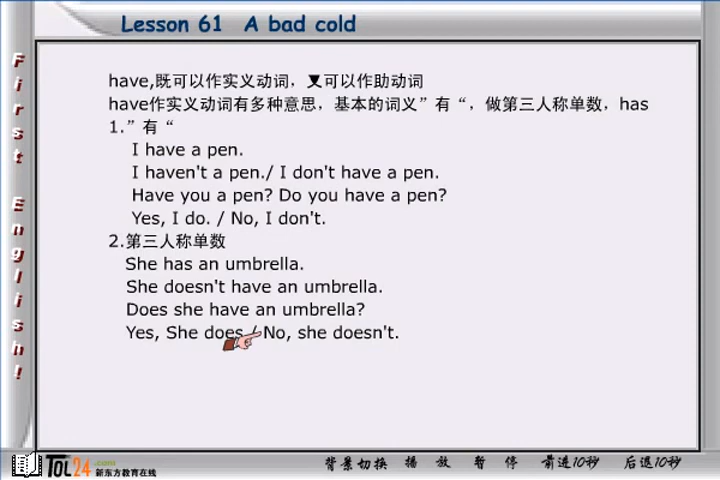 Lesson 61 A bad cold
First English!
have,既可以作实义动词，又可以作助动词
have作实义动词有多种意思，基本的词义”有“，做第三人称单数，has
1.”有“
I have a pen.
I haven't a pen./ I don't have a pen.
Have you a pen? Do you have a pen?
Yes, I do. / No, I don't.
2.第三人称单数
She has an umbrella.
She doesn't have an umbrella.
Does she have an umbrella?
Yes, She does./ No, she doesn't.
TOL24.com
新东方教育在线
背景切换 播放 暂停 前进10秒 后退10秒